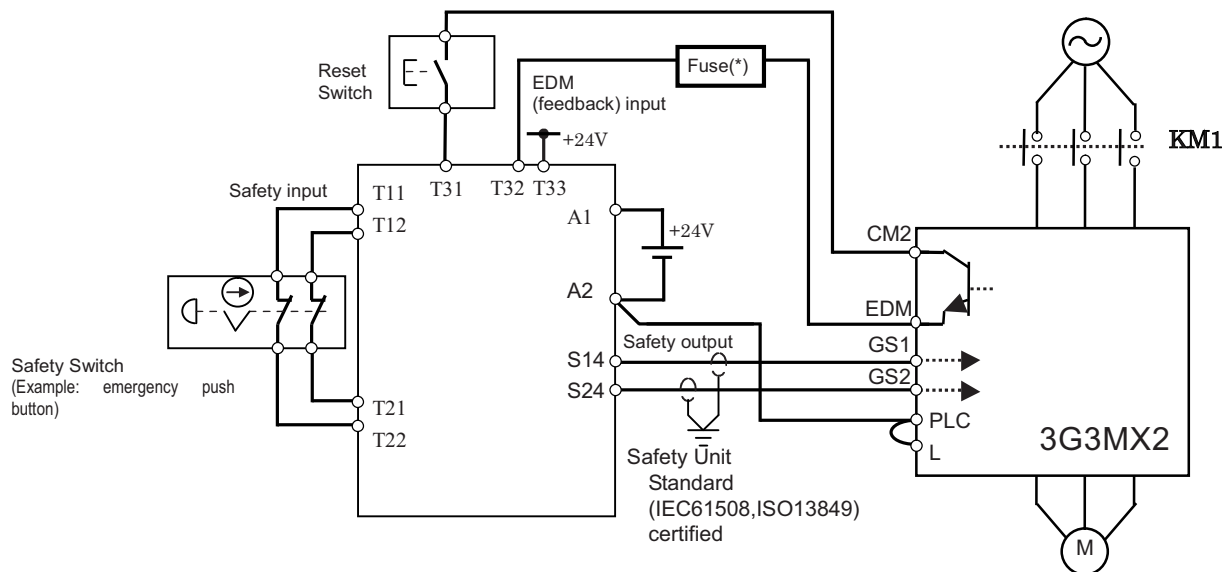 Reset
Switch
EDM
(feedback) input
Fuse(*)
+24V
KM1
Safety input
T11
T12
T31
T32
T33
A1
+24V
A2
CM2
EDM
Safety output
GS1
S14
GS2
S24
PLC
L
3G3MX2
Safety Switch
(Example: emergency push
button)
T21
T22
Safety Unit
Standard
(IEC61508,ISO13849)
certified
M